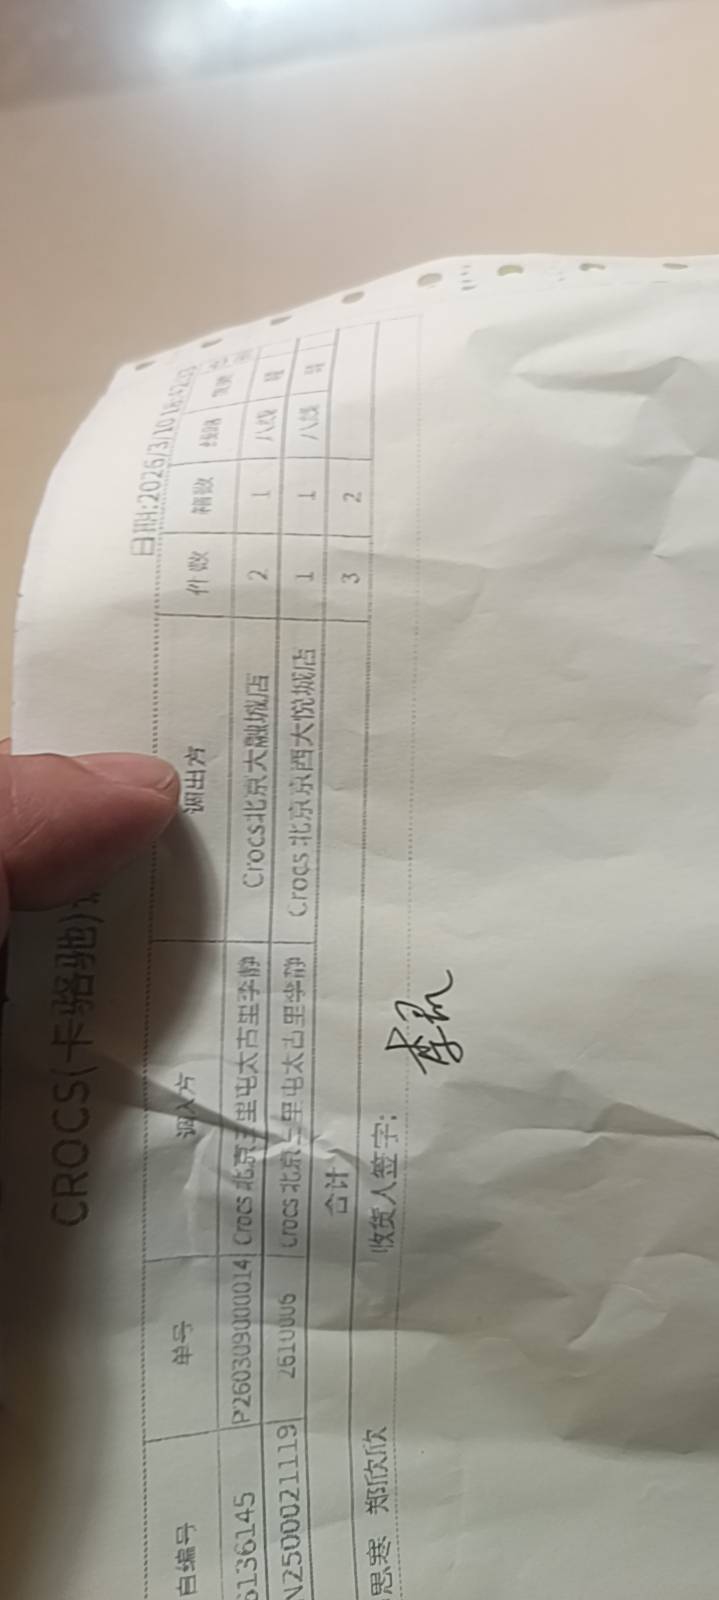 CROCS(卡骆驰)
日期:2026/3/10
自编号 单号 调入方 调出方 件数 箱数 线路
6136145 P260309000014 Crocs北京三里屯太古里李静 Crocs北京大融城店 2 1 八线
N2500021119 2610006 Crocs北京三里屯太古里李静 Crocs北京京西大悦城店 1 1 八线
合计 3 2
思寒 郑欣欣 收货人签字: